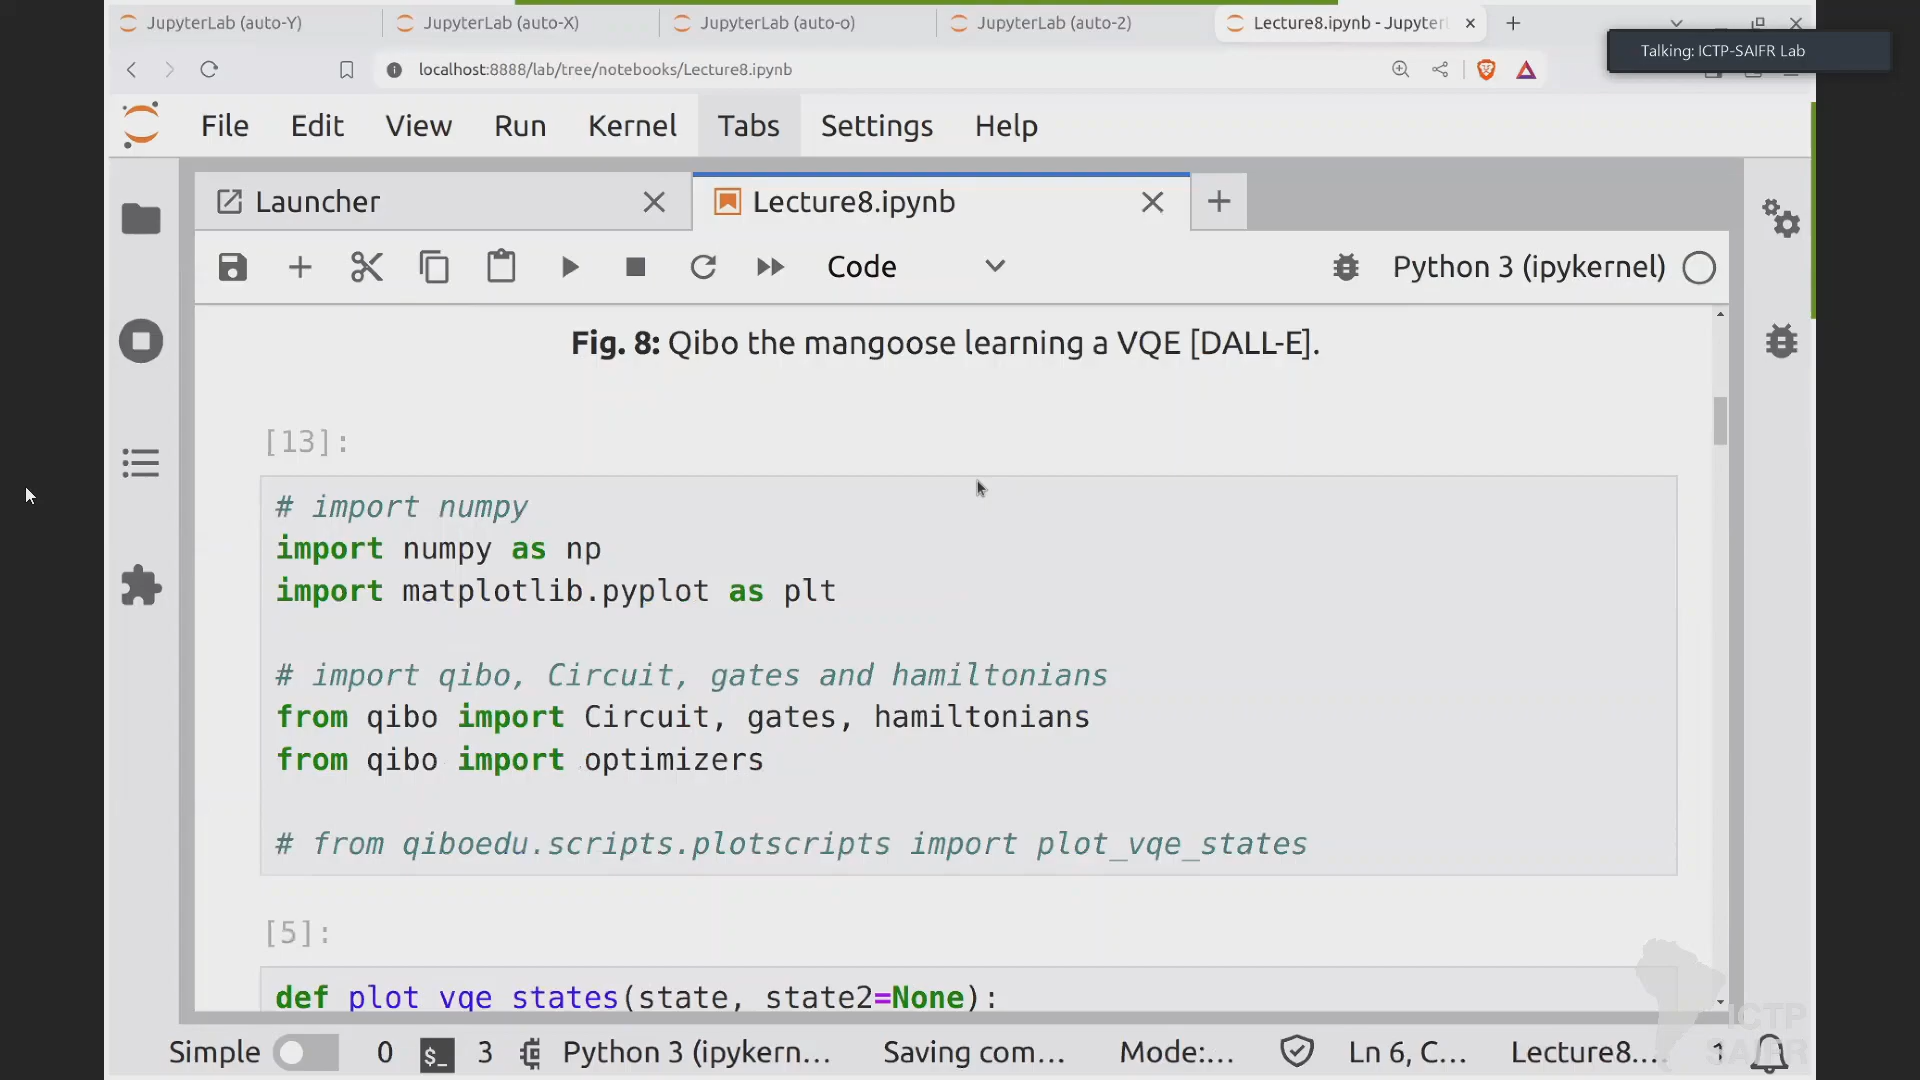 JupyterLab (auto-Y)
JupyterLab (auto-X)
JupyterLab (auto-o)
JupyterLab (auto-2)
Lecture8.ipynb - Jupyter
Talking: ICTP-SAIFR Lab
localhost:8888/lab/tree/notebooks/Lecture8.ipynb
File Edit View Run Kernel Tabs Settings Help
Launcher
Lecture8.ipynb
Code
Python 3 (ipykernel)
Fig. 8: Qibo the mangoose learning a VQE [DALL-E].
[13]:
# import numpy
import numpy as np
import matplotlib.pyplot as plt
# import qibo, Circuit, gates and hamiltonians
from qibo import Circuit, gates, hamiltonians
from qibo import optimizers
# from qiboedu.scripts.plotscripts import plot_vqe_states
[5]:
def plot_vqe_states(state, state2=None):
ICTP
SAIFR
Simple 0 3 Python 3 (ipykern... Saving com... Mode:... Ln 6, C... Lecture8.... 1